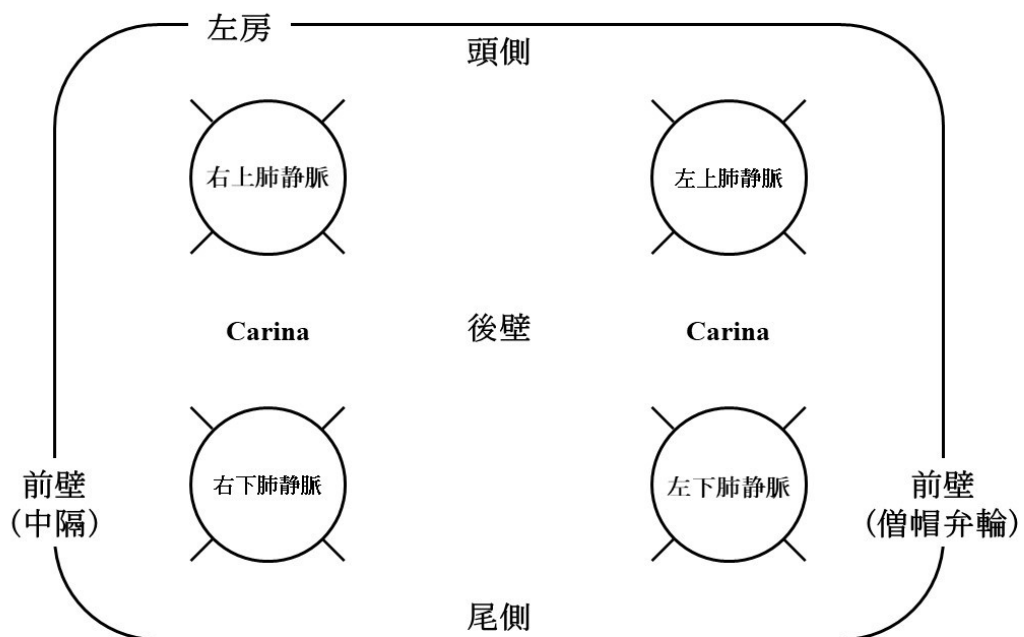 左房
頭側
右上肺静脈
左上肺静脈
Carina
後壁
Carina
右下肺静脈
左下肺静脈
前壁
(中隔)
前壁
(僧帽弁輪)
尾側